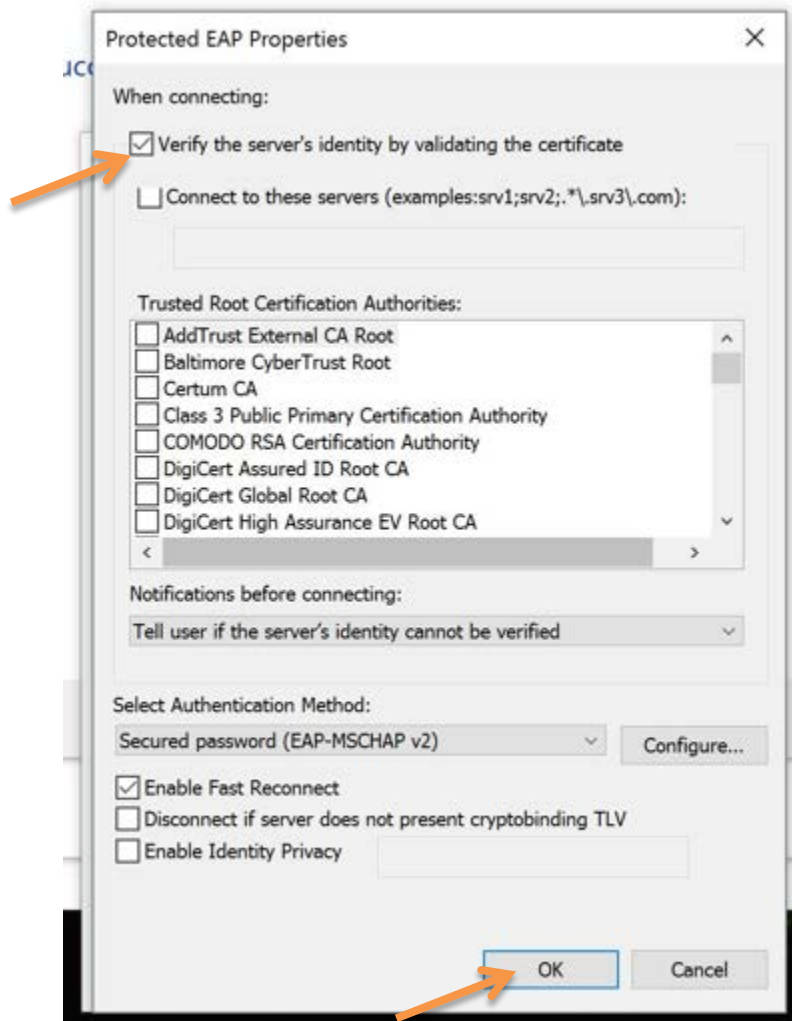 Protected EAP Properties
ucc
When connecting:
Verify the server's identity by validating the certificate
Connect to these servers (examples:srv1;srv2;.*\.srv3\.com):
Trusted Root Certification Authorities:
AddTrust External CA Root
Baltimore CyberTrust Root
Certum CA
Class 3 Public Primary Certification Authority
COMODO RSA Certification Authority
DigiCert Assured ID Root CA
DigiCert Global Root CA
DigiCert High Assurance EV Root CA
Notifications before connecting:
Tell user if the server's identity cannot be verified
Select Authentication Method:
Secured password (EAP-MSCHAP v2)
Configure...
Enable Fast Reconnect
Disconnect if server does not present cryptobinding TLV
Enable Identity Privacy
OK
Cancel